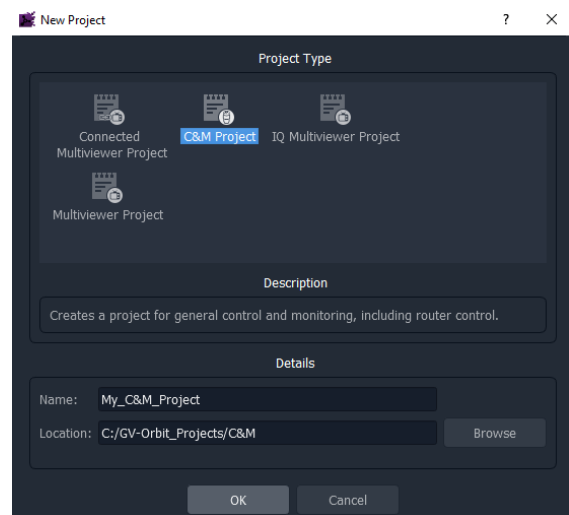 New Project
?
Project Type
Connected
Multiviewer Project
C&M Project
IQ Multiviewer Project
Multiviewer Project
Description
Creates a project for general control and monitoring, including router control.
Details
Name:
My_C&M_Project
Location:
C:/GV-Orbit_Projects/C&M
Browse
OK
Cancel